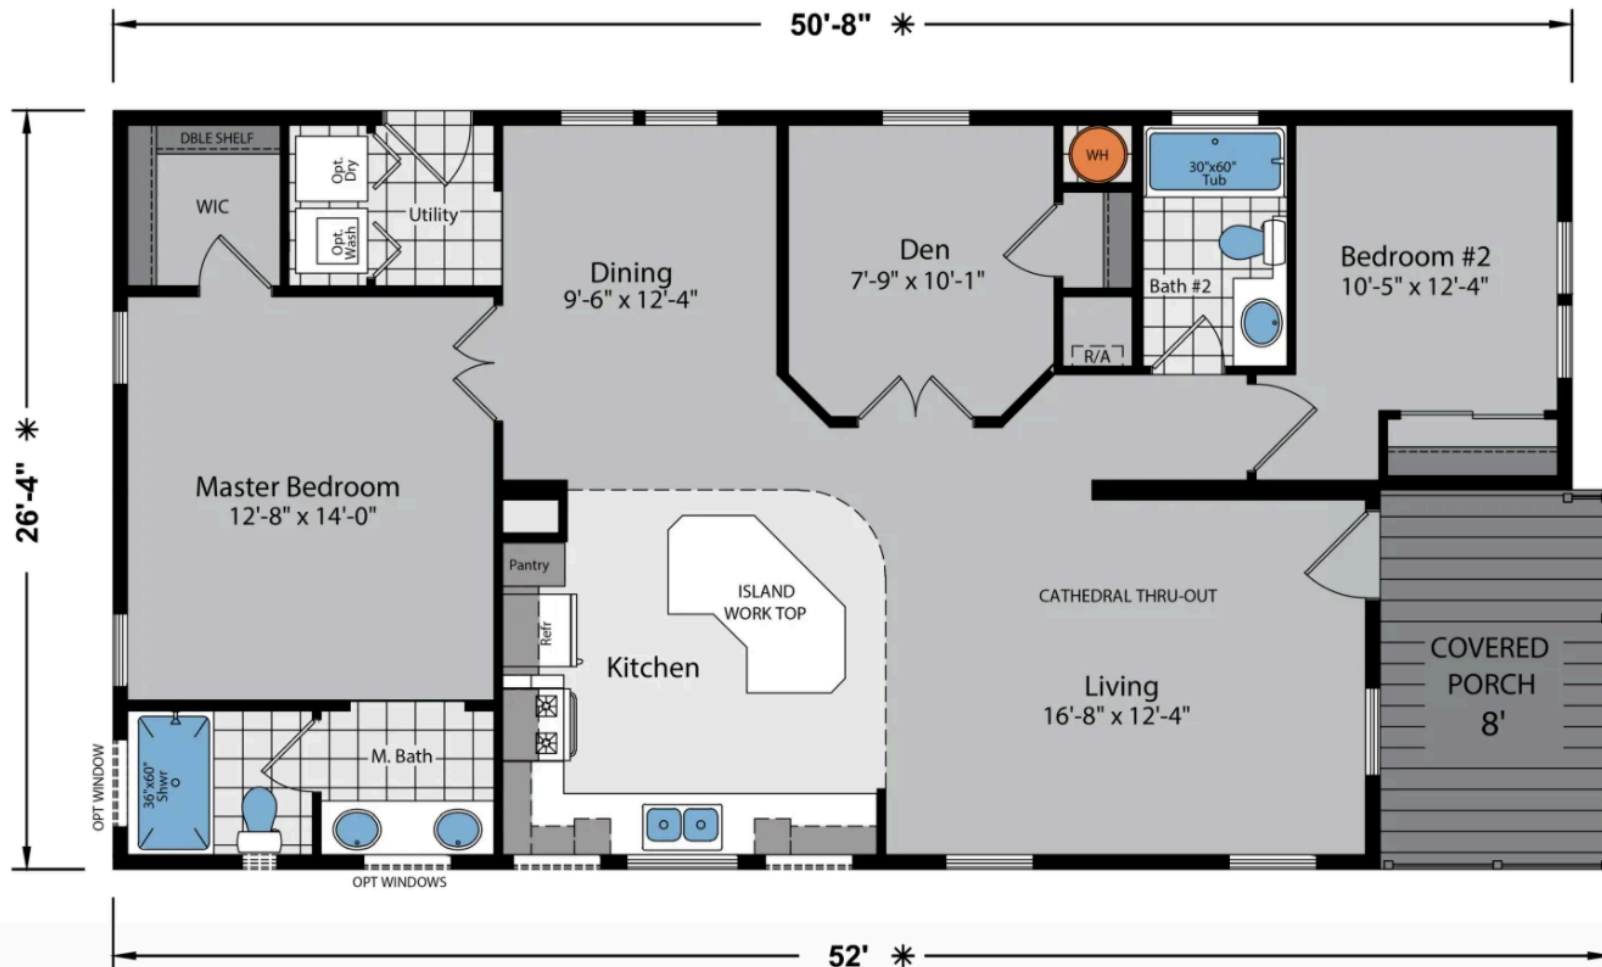 50'-8" ✳
26'-4" ✳
DBLE SHELF
WIC
Opt.
Dry
Opt.
Wash
Utility
Dining
9'-6" x 12'-4"
Den
7'-9" x 10'-1"
WH
R/A
30"x60"
Tub
Bath #2
Bedroom #2
10'-5" x 12'-4"
Master Bedroom
12'-8" x 14'-0"
Pantry
Refr
ISLAND
WORK TOP
Kitchen
CATHEDRAL THRU-OUT
Living
16'-8" x 12'-4"
COVERED
PORCH
8'
OPT WINDOW
36"x60"
Shwr
M. Bath
OPT WINDOWS
52' ✳